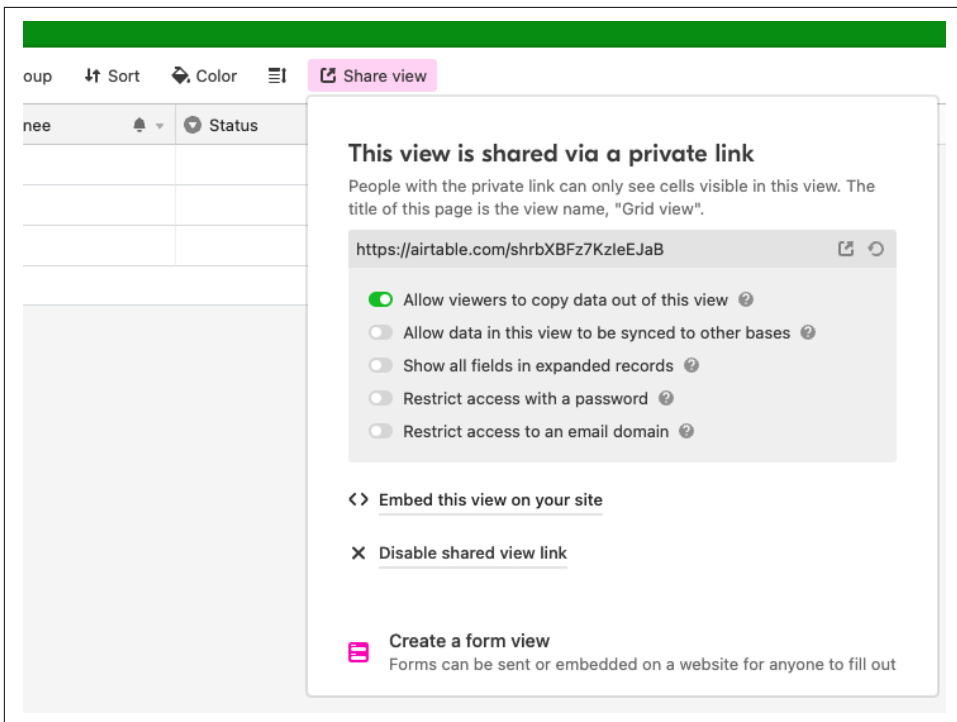 oup Sort Color Share view
nee Status
This view is shared via a private link
People with the private link can only see cells visible in this view. The
title of this page is the view name, "Grid view".
https://airtable.com/shrbXBFz7KzIeEJaB
Allow viewers to copy data out of this view
Allow data in this view to be synced to other bases
Show all fields in expanded records
Restrict access with a password
Restrict access to an email domain
<> Embed this view on your site
Disable shared view link
Create a form view
Forms can be sent or embedded on a website for anyone to fill out